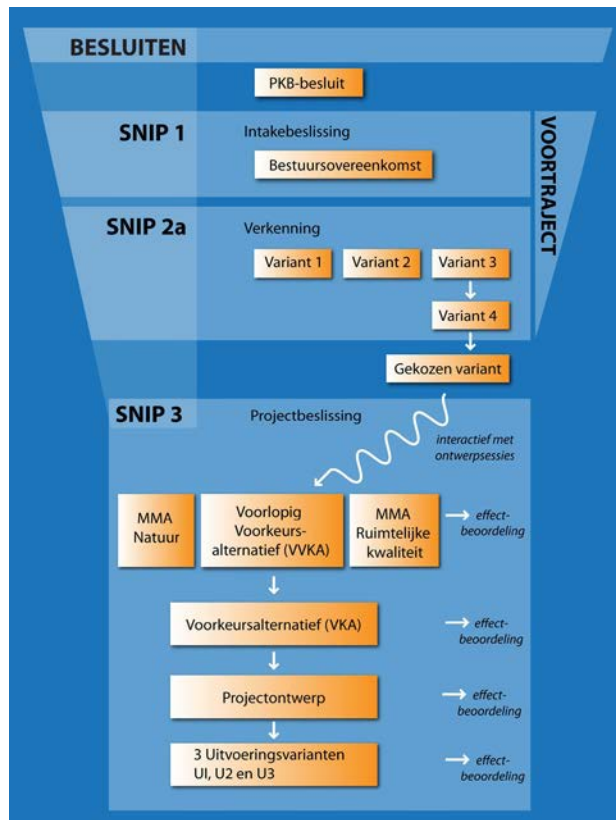 BESLUITEN
PKB-besluit
SNIP 1
Intakebeslissing
Bestuursovereenkomst
VOORTRAJECT
SNIP 2a
Verkenning
Variant 1
Variant 2
Variant 3
Variant 4
Gekozen variant
SNIP 3
Projectbeslissing
interactief met
ontwerpsessies
MMA
Natuur
Voorlopig
Voorkeurs-
alternatief (VVKA)
MMA
Ruimtelijke
kwaliteit
effect-
beoordeling
Voorkeursalternatief (VKA)
effect-
beoordeling
Projectontwerp
effect-
beoordeling
3 Uitvoeringsvarianten
UI, U2 en U3
effect-
beoordeling